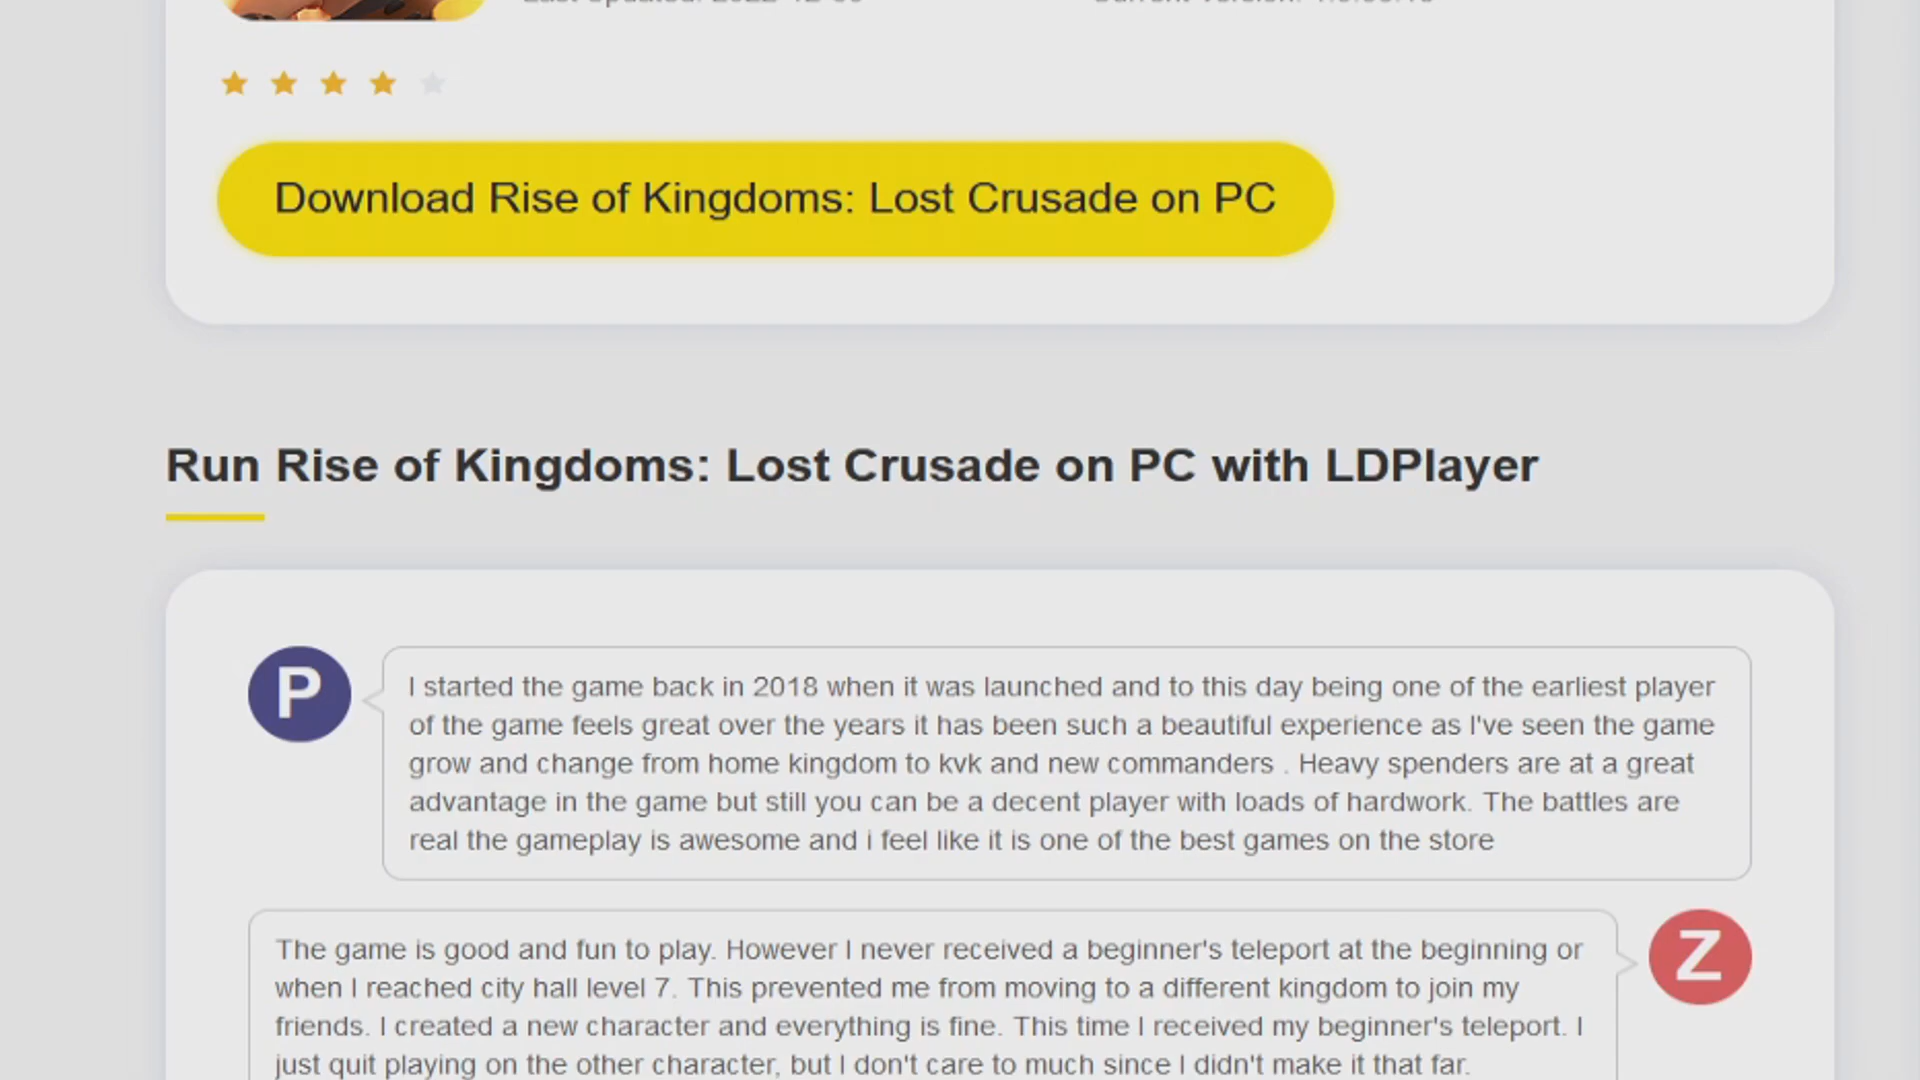 Download Rise of Kingdoms: Lost Crusade on PC
Run Rise of Kingdoms: Lost Crusade on PC with LDPlayer
P
I started the game back in 2018 when it was launched and to this day being one of the earliest player
of the game feels great over the years it has been such a beautiful experience as I've seen the game
grow and change from home kingdom to kvk and new commanders . Heavy spenders are at a great
advantage in the game but still you can be a decent player with loads of hardwork. The battles are
real the gameplay is awesome and i feel like it is one of the best games on the store
Z
The game is good and fun to play. However I never received a beginner's teleport at the beginning or
when I reached city hall level 7. This prevented me from moving to a different kingdom to join my
friends. I created a new character and everything is fine. This time I received my beginner's teleport. I
just quit playing on the other character, but I don't care to much since I didn't make it that far.